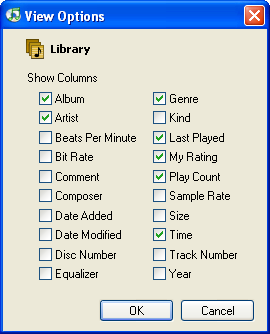 View Options
Library
Show Columns
Album Genre
Artist Kind
Beats Per Minute Last Played
Bit Rate My Rating
Comment Play Count
Composer Sample Rate
Date Added Size
Date Modified Time
Disc Number Track Number
Equalizer Year
OK Cancel